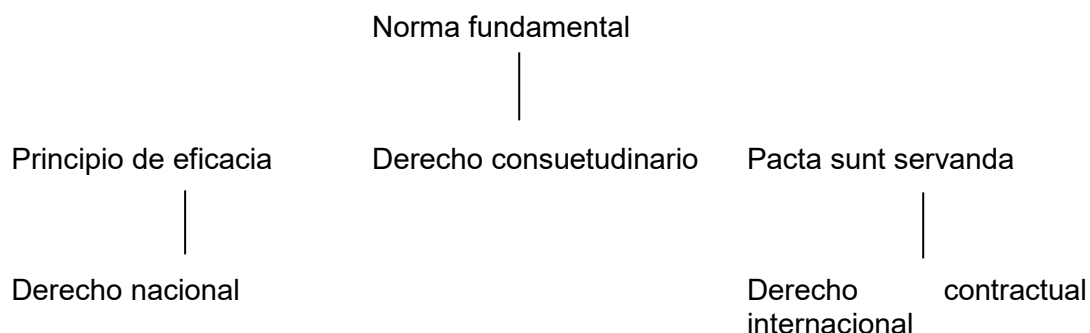 Norma fundamental
Principio de eficacia
Derecho consuetudinario
Pacta sunt servanda
Derecho nacional
Derecho contractual
internacional